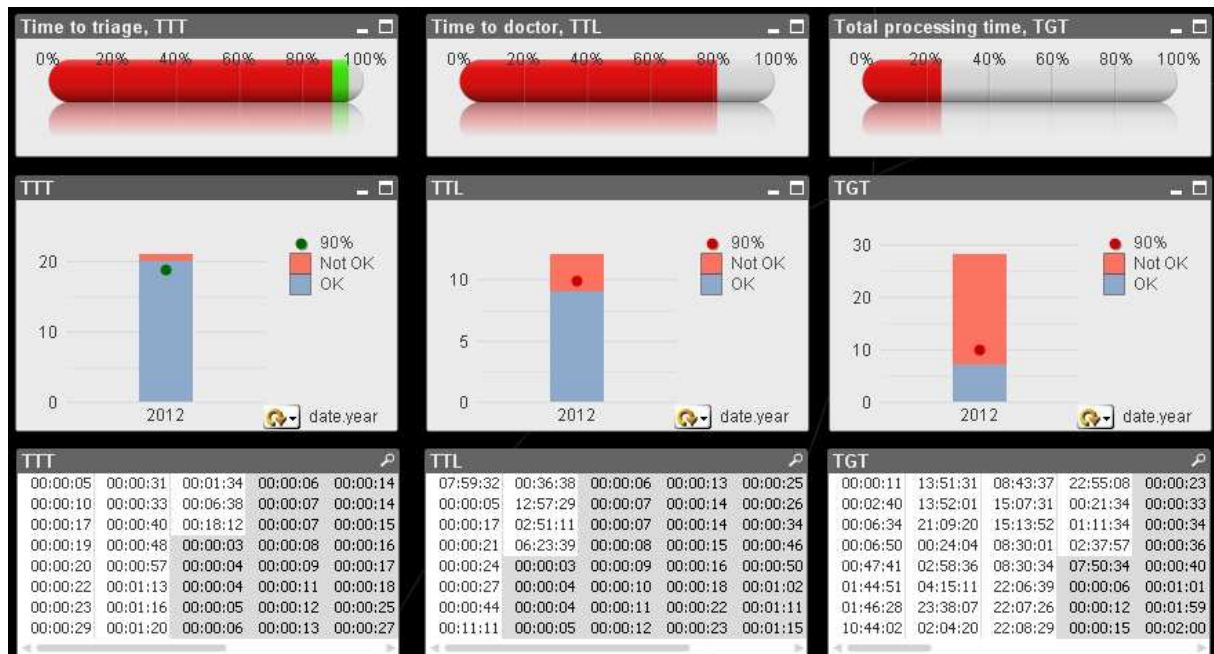 Time to triage, TTT
0% 20% 40% 60% 80% 100%
Time to doctor, TTL
0% 20% 40% 60% 80% 100%
Total processing time, TGT
0% 20% 40% 60% 80% 100%
TTT
20
10
0
2012
90%
Not OK
OK
date.year
TTL
10
5
0
2012
90%
Not OK
OK
date.year
TGT
30
20
10
0
2012
90%
Not OK
OK
date.year
TTT
00:00:05 00:00:31 00:01:34 00:00:06 00:00:14
00:00:10 00:00:33 00:06:38 00:00:07 00:00:14
00:00:17 00:00:40 00:18:12 00:00:07 00:00:15
00:00:19 00:00:48 00:00:03 00:00:08 00:00:16
00:00:20 00:00:57 00:00:04 00:00:09 00:00:17
00:00:22 00:01:13 00:00:04 00:00:11 00:00:18
00:00:23 00:01:16 00:00:05 00:00:12 00:00:25
00:00:29 00:01:20 00:00:06 00:00:13 00:00:27
TTL
07:59:32 00:36:38 00:00:06 00:00:13 00:00:25
00:00:05 12:57:29 00:00:07 00:00:14 00:00:26
00:00:17 02:51:11 00:00:07 00:00:14 00:00:34
00:00:21 06:23:39 00:00:08 00:00:15 00:00:46
00:00:24 00:00:03 00:00:09 00:00:16 00:00:50
00:00:27 00:00:04 00:00:10 00:00:18 00:01:02
00:00:44 00:00:04 00:00:11 00:00:22 00:01:11
00:11:11 00:00:05 00:00:12 00:00:23 00:01:15
TGT
00:00:11 13:51:31 08:43:37 22:55:08 00:00:23
00:02:40 13:52:01 15:07:31 00:21:34 00:00:33
00:06:34 21:09:20 15:13:52 01:11:34 00:00:34
00:06:50 00:24:04 08:30:01 02:37:57 00:00:36
00:47:41 02:58:36 08:30:34 07:50:34 00:00:40
01:44:51 04:15:11 22:06:39 00:00:06 00:01:01
01:46:28 23:38:07 22:07:26 00:00:12 00:01:59
10:44:02 02:04:20 22:08:29 00:00:15 00:02:00